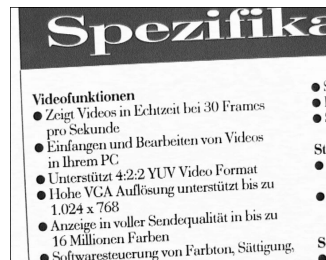 Spezifika
Videofunktionen
● Zeigt Videos in Echtzeit bei 30 Frames
pro Sekunde
● Einfangen und Bearbeiten von Videos
in Ihrem PC
● Unterstützt 4:2:2 YUV Video Format
● Hohe VGA Auflösung unterstützt bis zu
1.024 x 768
● Anzeige in voller Sendequalität in bis zu
16 Millionen Farben
● Softwaresteuerung von Farbton, Sättigung,